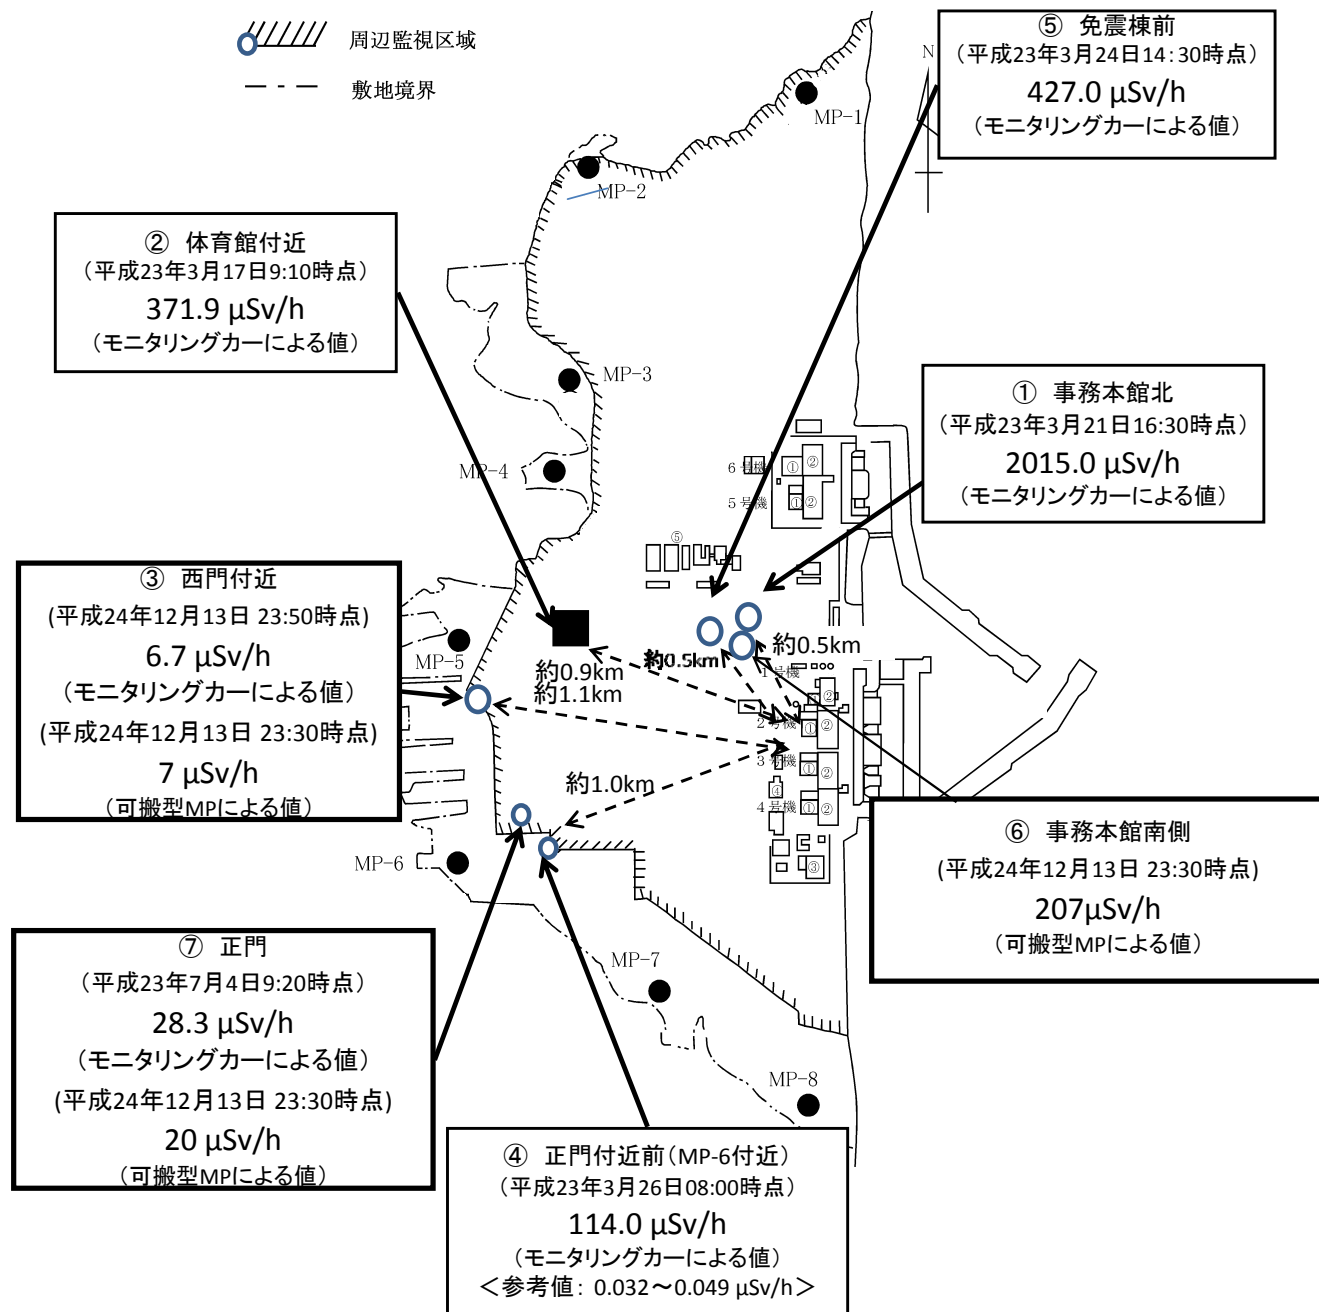 周辺監視区域
敷地境界
⑤ 免震棟前
(平成23年3月24日14:30時点)
427.0 μSv/h
(モニタリングカーによる値)
N
MP-1
MP-2
② 体育館付近
(平成23年3月17日9:10時点)
371.9 μSv/h
(モニタリングカーによる値)
MP-3
① 事務本館北
(平成23年3月21日16:30時点)
2015.0 μSv/h
(モニタリングカーによる値)
MP-4
6号機
①
②
5号機
①
②
⑤
③ 西門付近
(平成24年12月13日 23:50時点)
6.7 μSv/h
(モニタリングカーによる値)
(平成24年12月13日 23:30時点)
7 μSv/h
(可搬型MPによる値)
MP-5
約0.9km
約1.1km
約0.5km
約0.5km
1号機
②
2号機
①
②
3号機
①
②
④
4号機
①
②
③
約1.0km
MP-6
⑥ 事務本館南側
(平成24年12月13日 23:30時点)
207μSv/h
(可搬型MPによる値)
⑦ 正門
(平成23年7月4日9:20時点)
28.3 μSv/h
(モニタリングカーによる値)
(平成24年12月13日 23:30時点)
20 μSv/h
(可搬型MPによる値)
MP-7
MP-8
④ 正門付近前(MP-6付近)
(平成23年3月26日08:00時点)
114.0 μSv/h
(モニタリングカーによる値)
<参考値: 0.032～0.049 μSv/h>